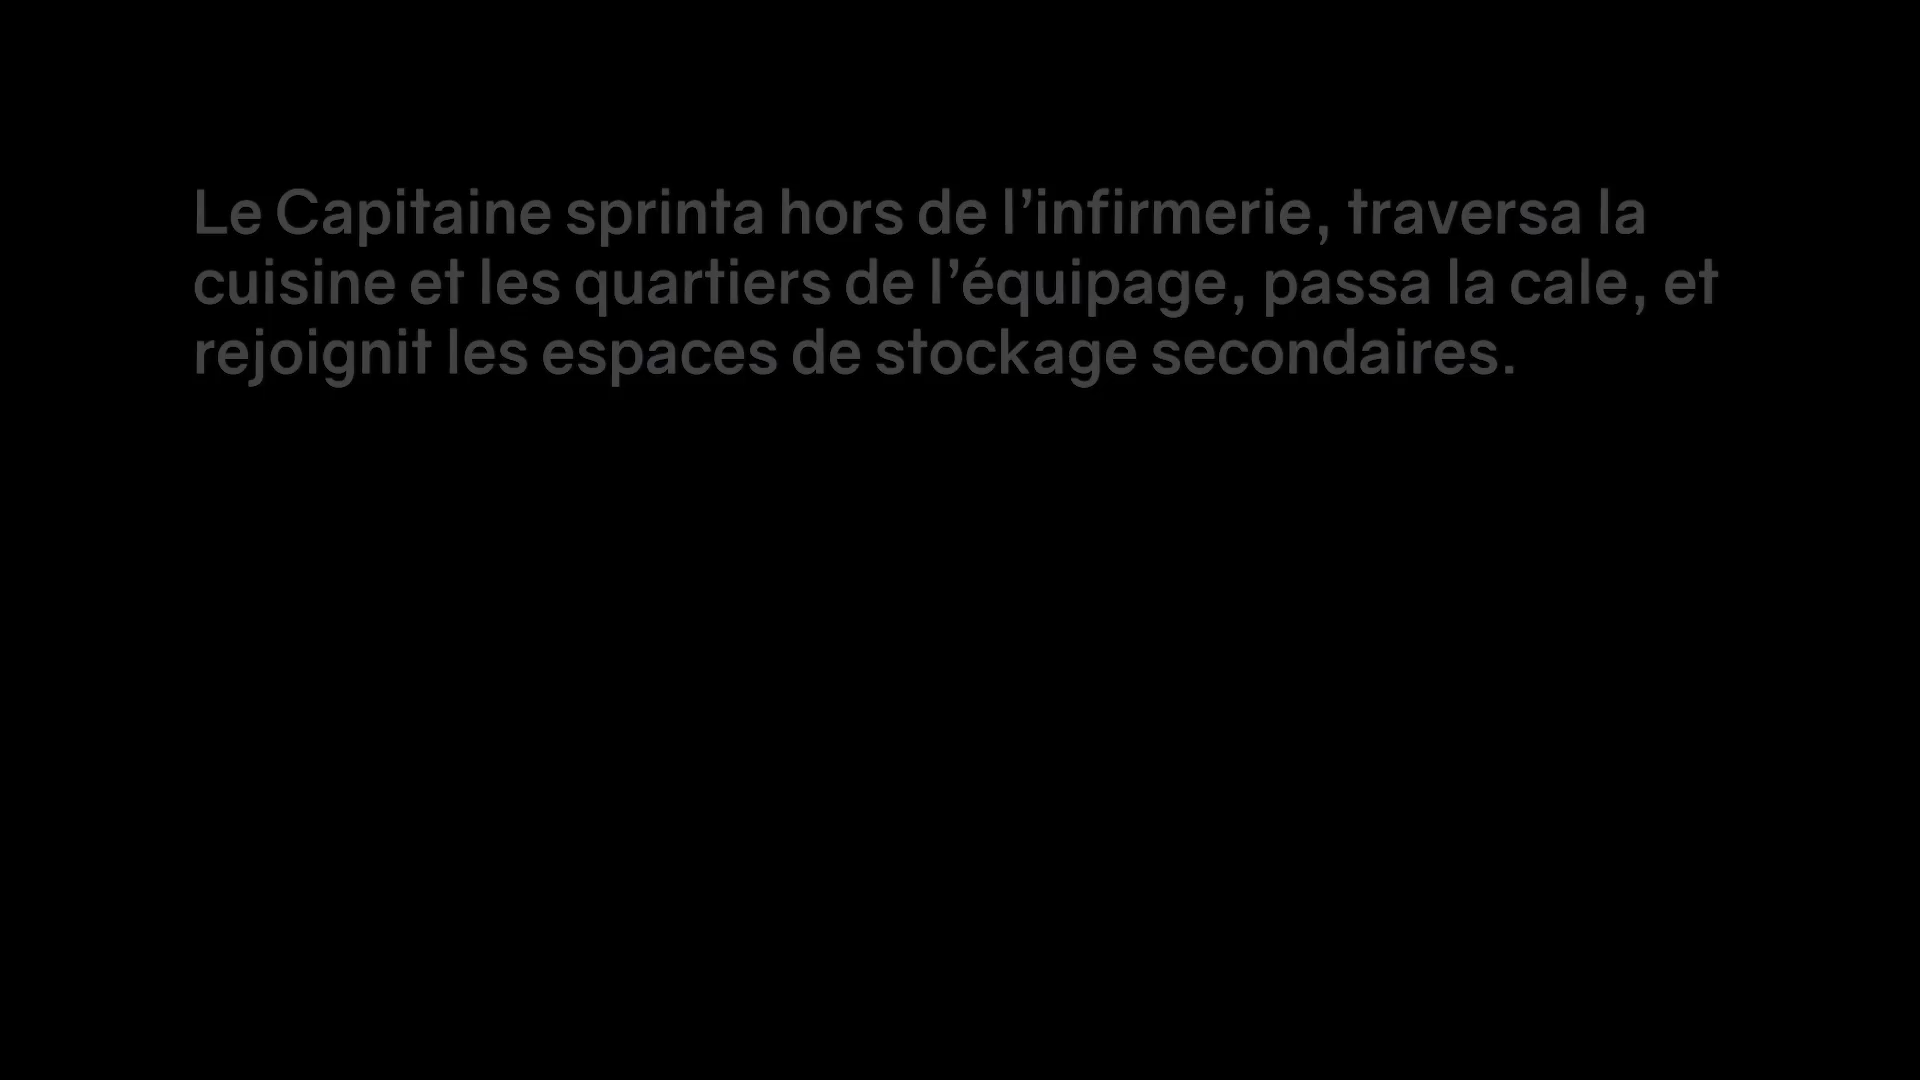 Le Capitaine sprinta hors de l’infirmerie, traversa la
cuisine et les quartiers de l’équipage, passa la cale, et
rejoignit les espaces de stockage secondaires.